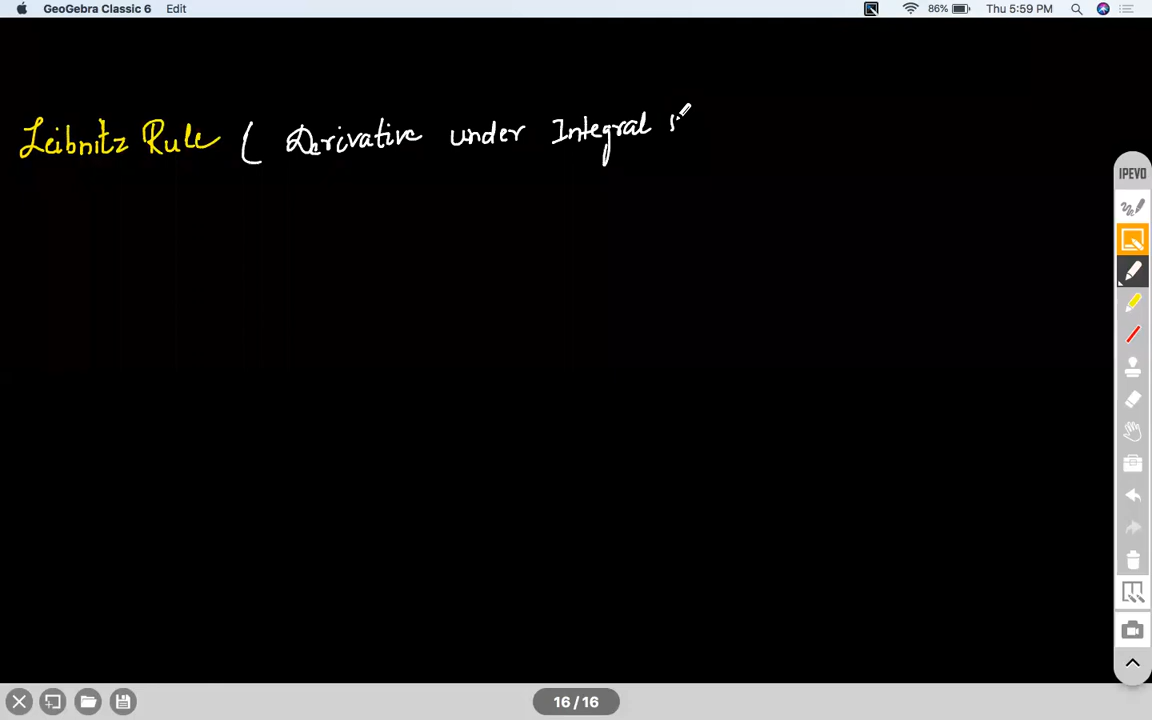 GeoGebra Classic 6 Edit 86% Thu 5:59 PM
Leibnitz Rule ( Derivative under Integral s
IPEVO
16/16